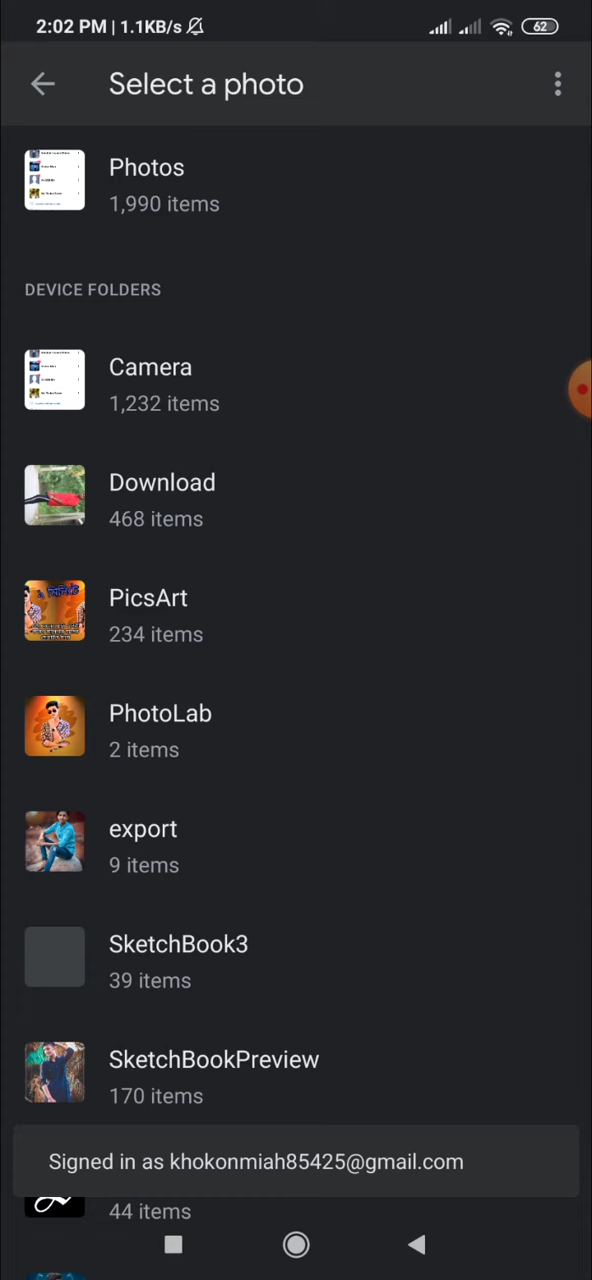 2:02 PM | 1.1KB/s
62
Select a photo
Photos
1,990 items
DEVICE FOLDERS
Camera
1,232 items
Download
468 items
PicsArt
234 items
PhotoLab
2 items
export
9 items
SketchBook3
39 items
SketchBookPreview
170 items
Signed in as khokonmiah85425@gmail.com
44 items